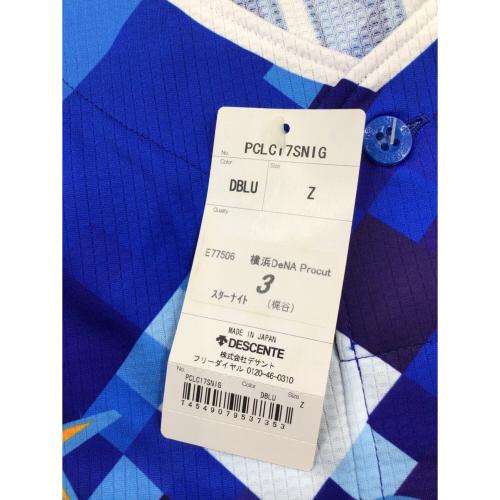 No. PCLC17SNIG
Color Size
DBLU Z
Quality
E77506 横浜DeNA Procut
3
スターナイト (梶谷)
MADE IN JAPAN
DESCENTE
株式会社デサント
フリーダイヤル 0120-46-0310
No. PCLC17SNIG Color DBLU Size Z
T454907953735З